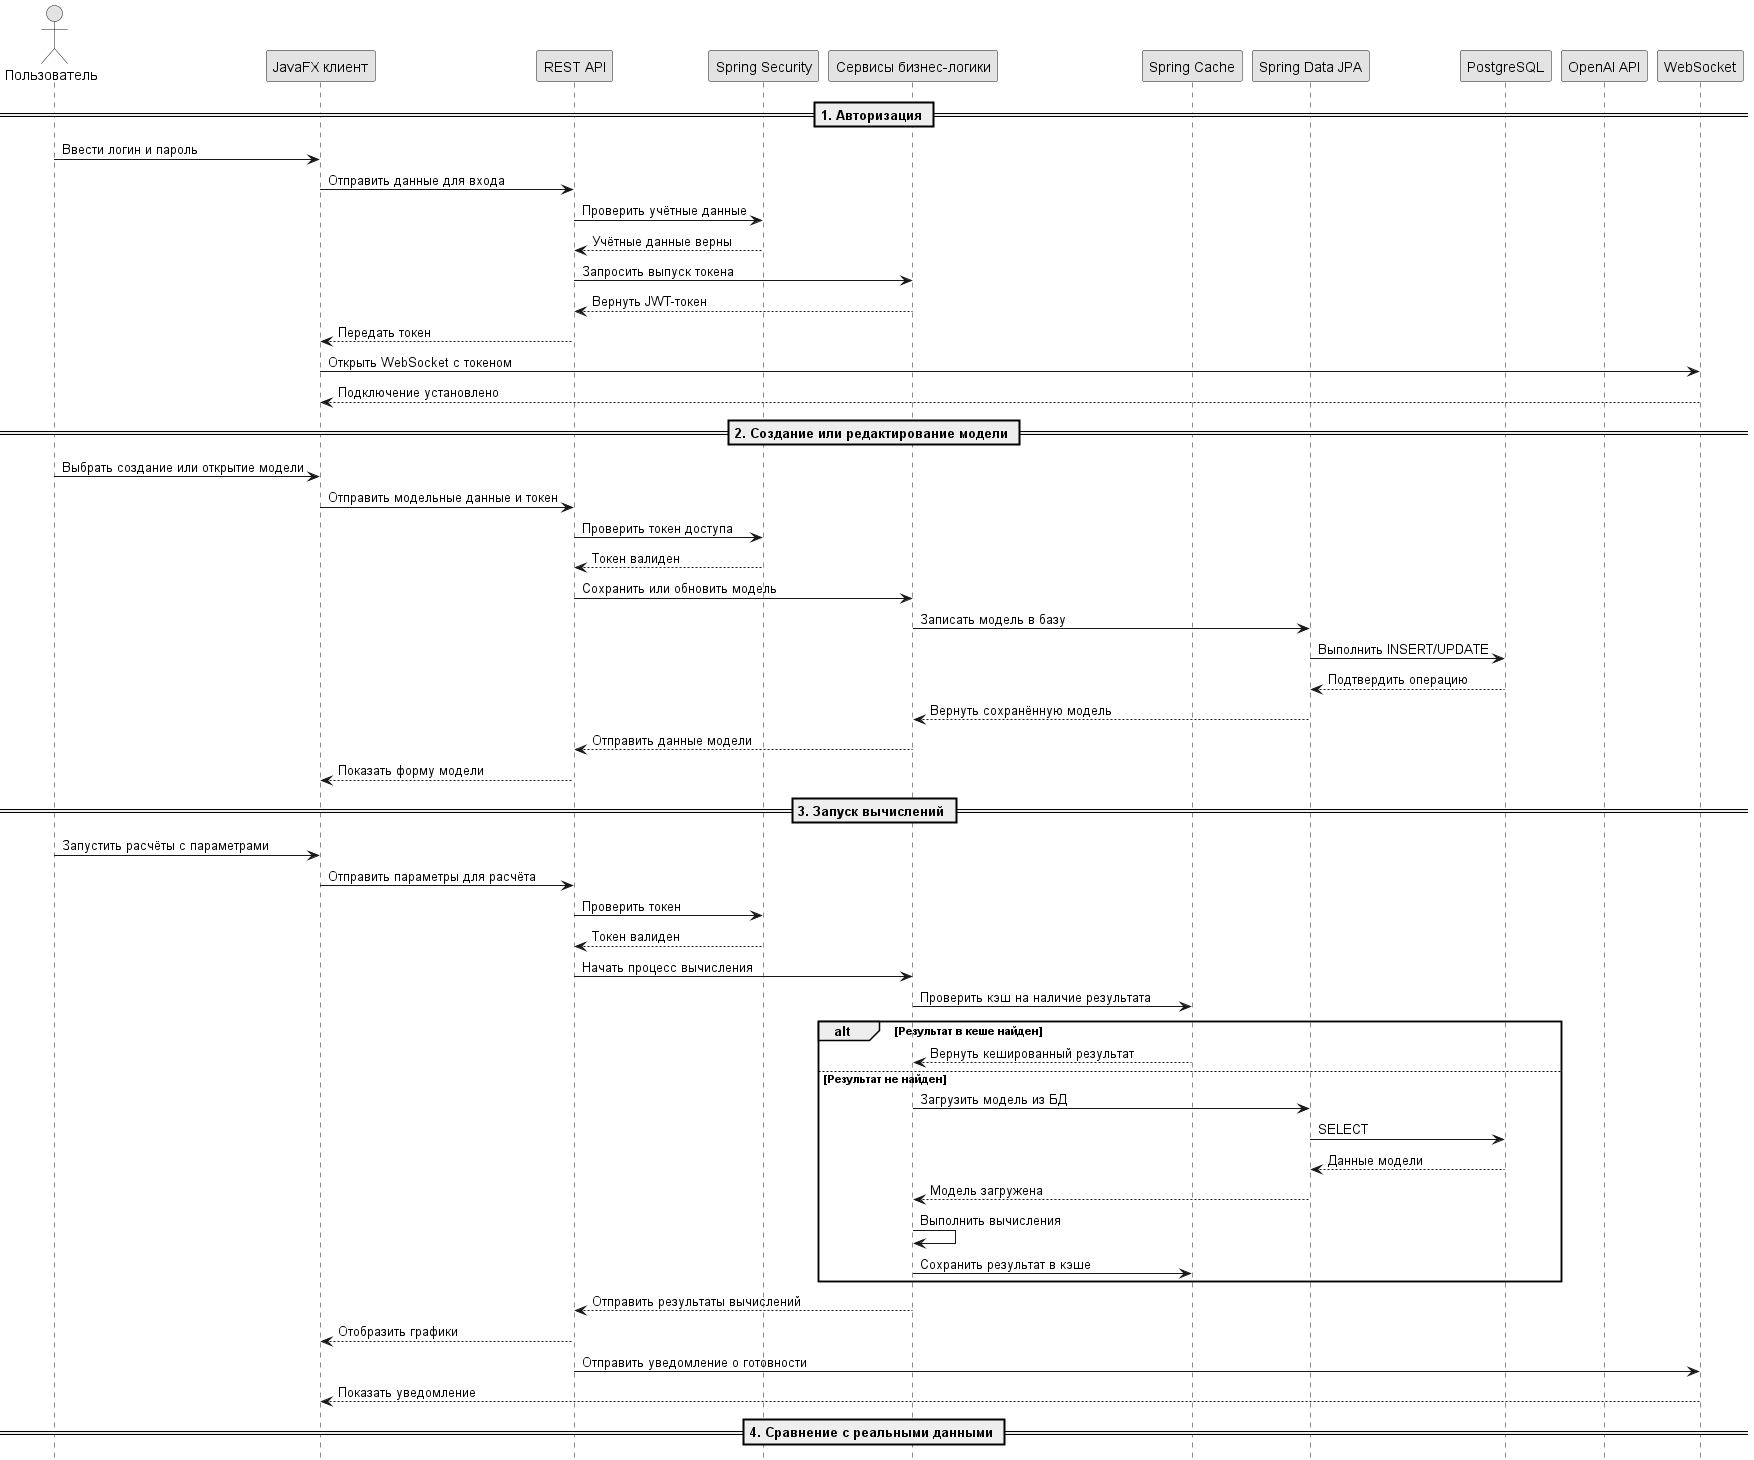 Пользователь
JavaFX клиент
REST API
Spring Security
Сервисы бизнес-логики
Spring Cache
Spring Data JPA
PostgreSQL
OpenAI API
WebSocket
1. Авторизация
Ввести логин и пароль
Отправить данные для входа
Проверить учётные данные
Учётные данные верны
Запросить выпуск токена
Вернуть JWT-токен
Передать токен
Открыть WebSocket с токеном
Подключение установлено
2. Создание или редактирование модели
Выбрать создание или открытие модели
Отправить модельные данные и токен
Проверить токен доступа
Токен валиден
Сохранить или обновить модель
Записать модель в базу
Выполнить INSERT/UPDATE
Подтвердить операцию
Вернуть сохранённую модель
Отправить данные модели
Показать форму модели
3. Запуск вычислений
Запустить расчёты с параметрами
Отправить параметры для расчёта
Проверить токен
Токен валиден
Начать процесс вычисления
Проверить кэш на наличие результата
alt [Результат в кеше найден]
Вернуть кешированный результат
[Результат не найден]
Загрузить модель из БД
SELECT
Данные модели
Модель загружена
Выполнить вычисления
Сохранить результат в кэше
Отправить результаты вычислений
Отобразить графики
Отправить уведомление о готовности
Показать уведомление
4. Сравнение с реальными данными